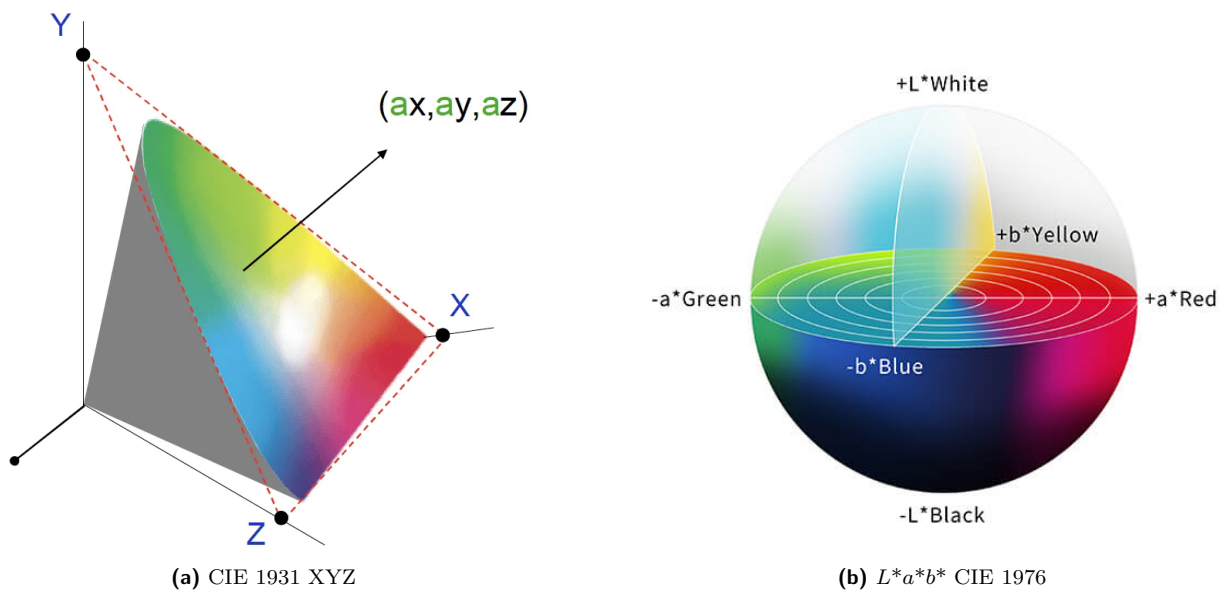 Y
(ax,ay,az)
X
Z
(a) CIE 1931 XYZ
+L*White
+b*Yellow
-a*Green
+a*Red
-b*Blue
-L*Black
(b) L*a*b* CIE 1976